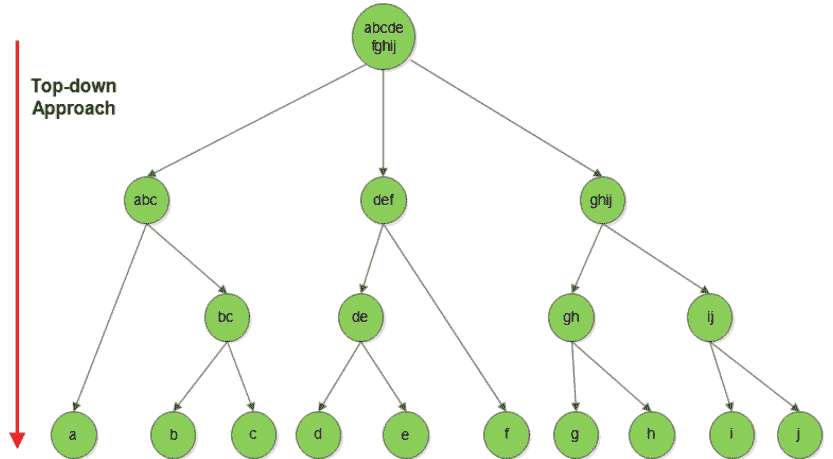 abcde
fghij
Top-down
Approach
abc
def
ghij
bc
de
gh
ij
a
b
c
d
e
f
g
h
i
j